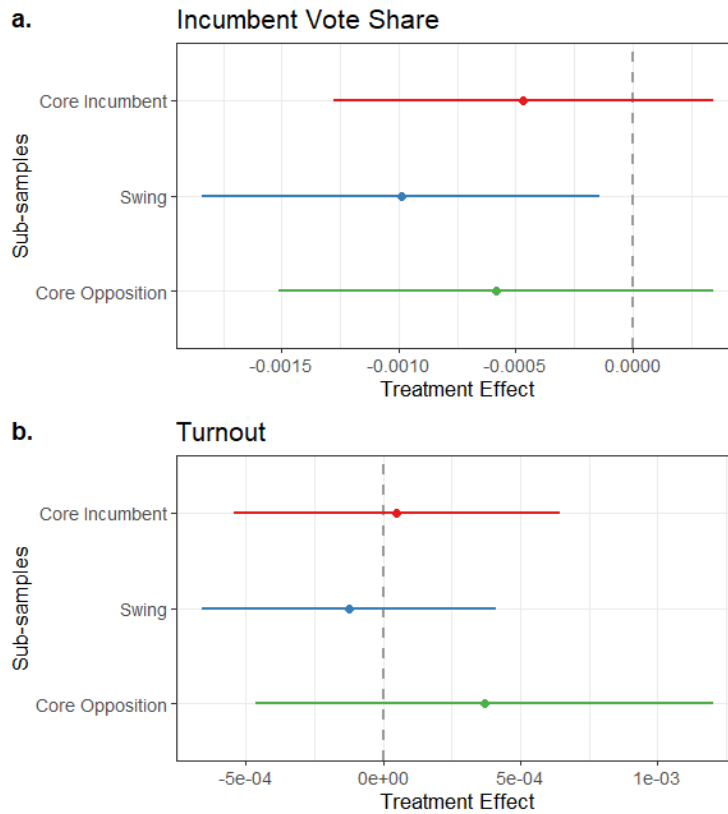 a. Incumbent Vote Share
Core Incumbent
Swing
Core Opposition
Sub-samples
-0.0015 -0.0010 -0.0005 0.0000
Treatment Effect
b. Turnout
Core Incumbent
Swing
Core Opposition
Sub-samples
-5e-04 0e+00 5e-04 1e-03
Treatment Effect